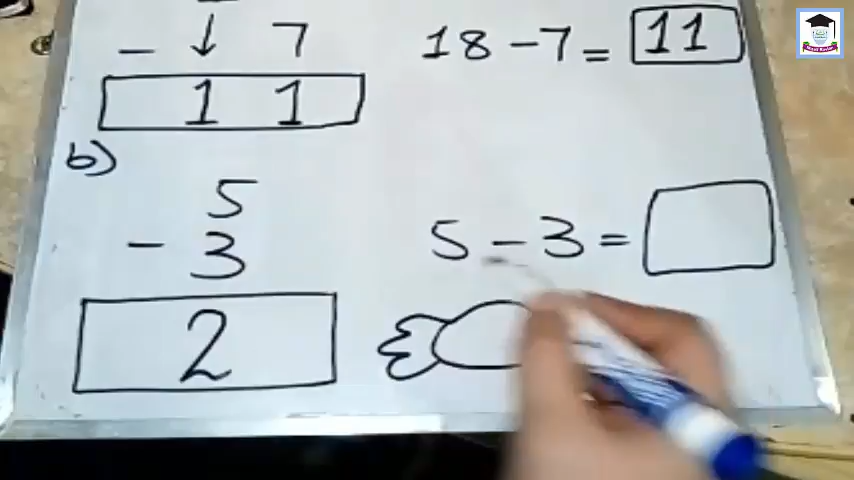 - ↓ 7
1 1
18 - 7 = 11
b)
5
- 3
2
5 - 3 =